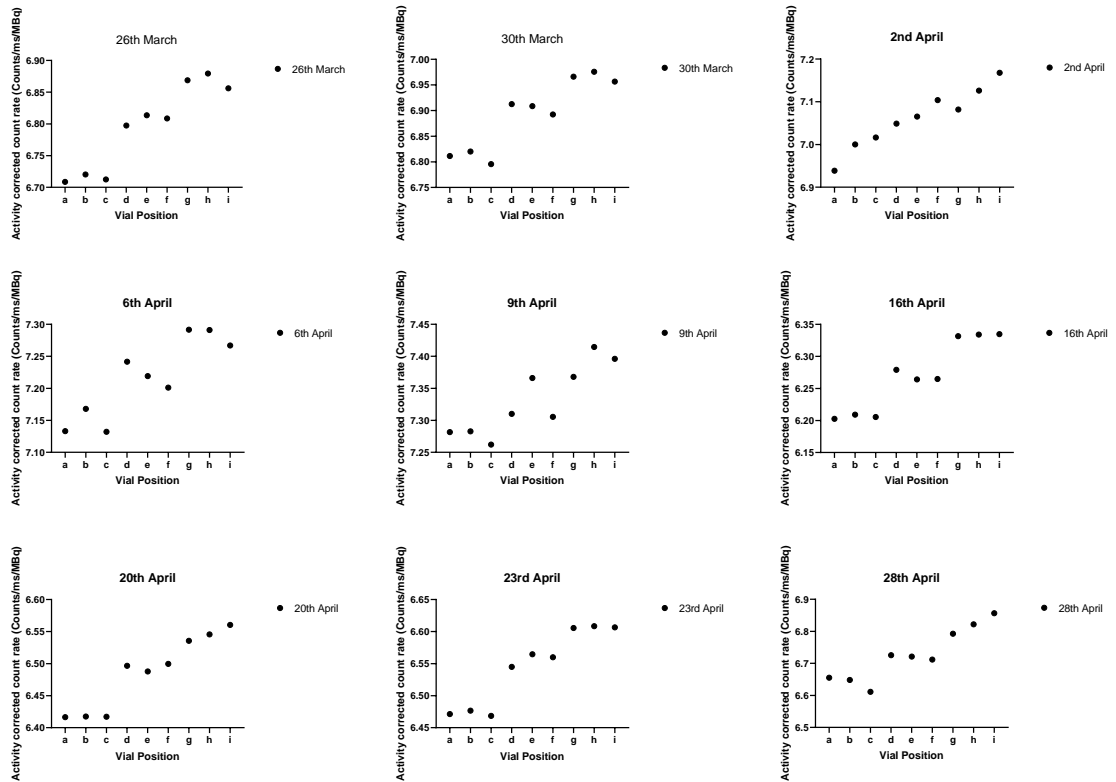 26th March
Activity corrected count rate (Counts/ms/MBq)
6.90
6.85
6.80
6.75
6.70
a b c d e f g h i
Vial Position
26th March
30th March
Activity corrected count rate (Counts/ms/MBq)
7.00
6.95
6.90
6.85
6.80
6.75
a b c d e f g h i
Vial Position
30th March
2nd April
Activity corrected count rate (Counts/ms/MBq)
7.2
7.1
7.0
6.9
a b c d e f g h i
Vial Position
2nd April
6th April
Activity corrected count rate (Counts/ms/MBq)
7.30
7.25
7.20
7.15
7.10
a b c d e f g h i
Vial Position
6th April
9th April
Activity corrected count rate (Counts/ms/MBq)
7.45
7.40
7.35
7.30
7.25
a b c d e f g h i
Vial Position
9th April
16th April
Activity corrected count rate (Counts/ms/MBq)
6.35
6.30
6.25
6.20
6.15
a b c d e f g h i
Vial Position
16th April
20th April
Activity corrected count rate (Counts/ms/MBq)
6.60
6.55
6.50
6.45
6.40
a b c d e f g h i
Vial Position
20th April
23rd April
Activity corrected count rate (Counts/ms/MBq)
6.65
6.60
6.55
6.50
6.45
a b c d e f g h i
Vial Position
23rd April
28th April
Activity corrected count rate (Counts/ms/MBq)
6.9
6.8
6.7
6.6
6.5
a b c d e f g h i
Vial Position
28th April